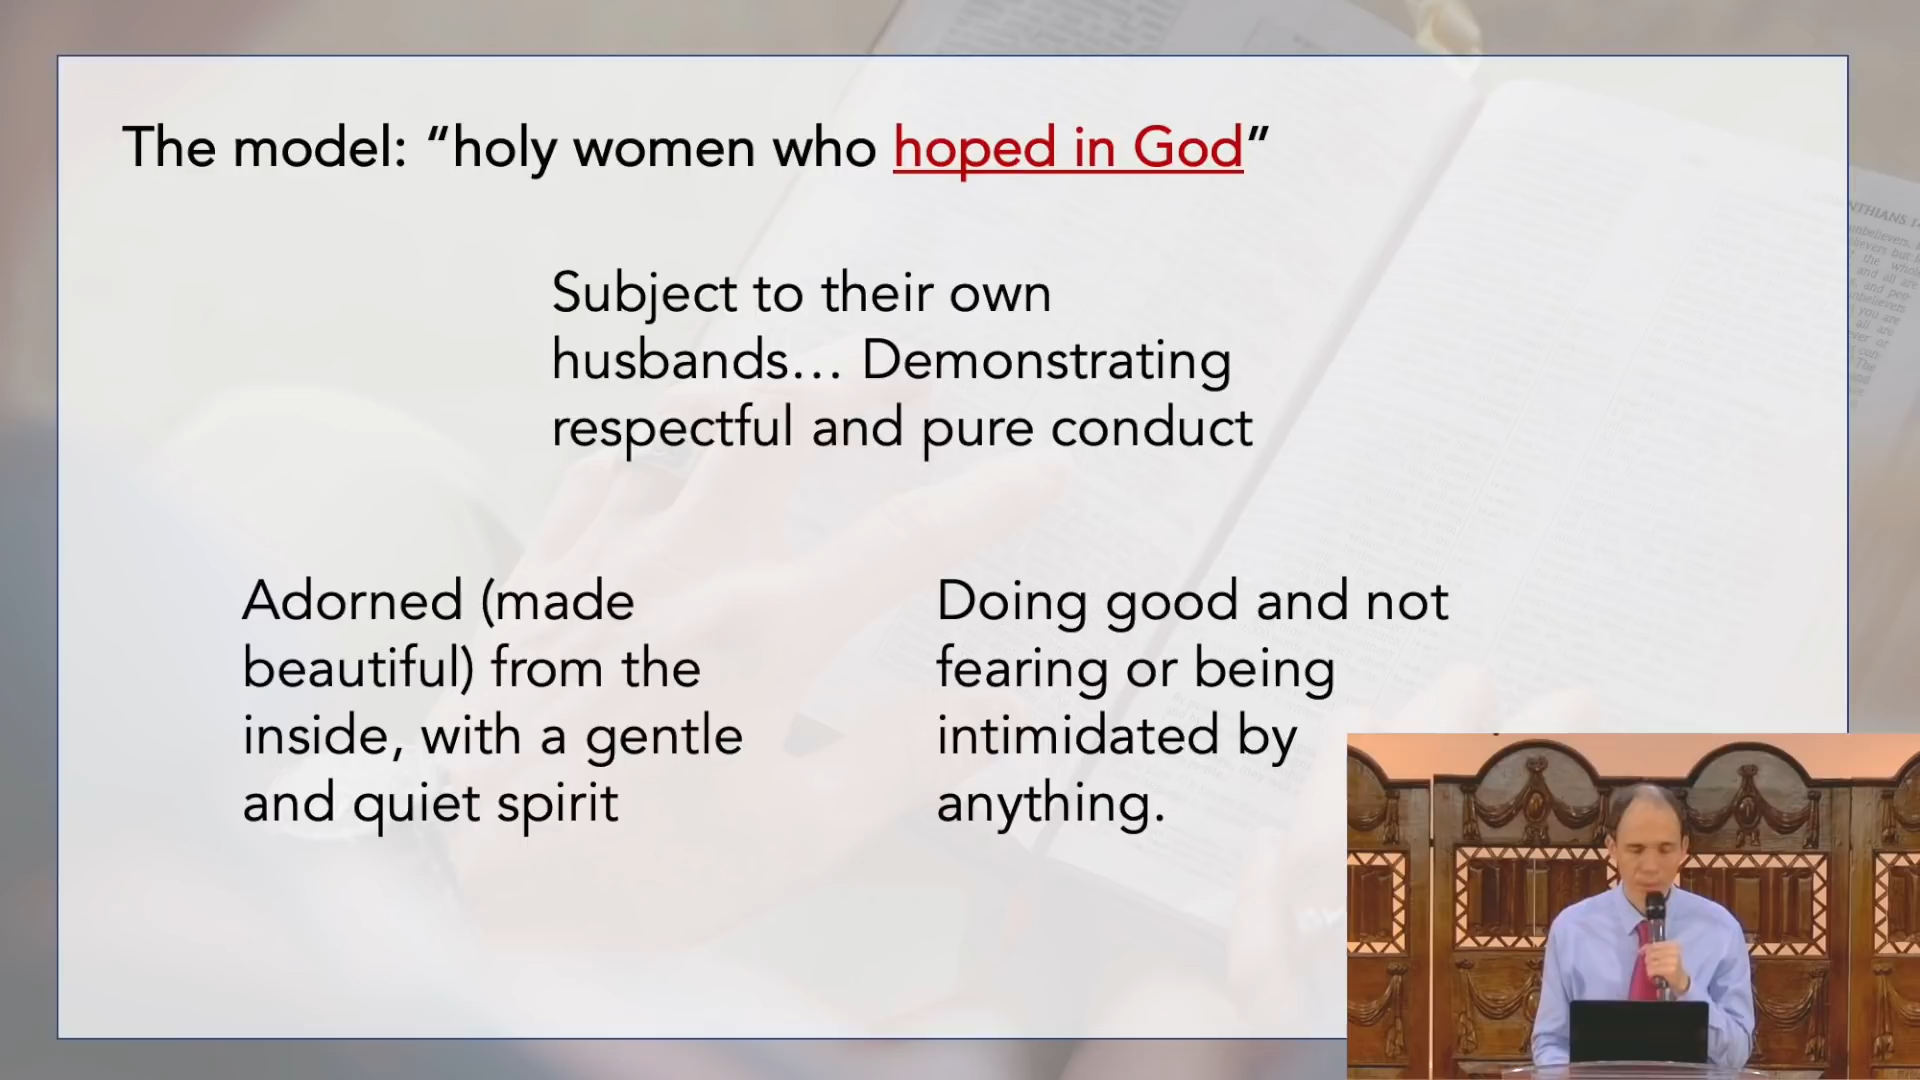 The model: “holy women who hoped in God”
Subject to their own
husbands… Demonstrating
respectful and pure conduct
Adorned (made
beautiful) from the
inside, with a gentle
and quiet spirit
Doing good and not
fearing or being
intimidated by
anything.